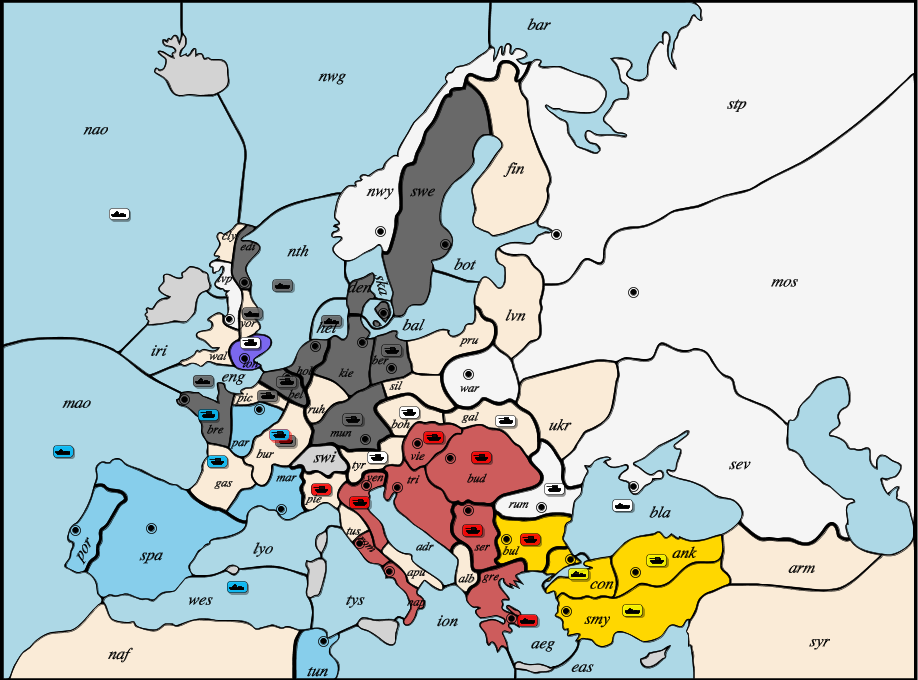 bar
nwg
stp
nao
fin
nwy
swe
cly
edi
nth
bot
lvp
den
ska
mos
yor
hel
bal
lvn
iri
wal
lon
pru
eng
hol
kie
ber
war
mao
pic
bel
sil
bre
ruh
boh
gal
ukr
par
bur
mun
vie
swi
tyr
bud
sev
gas
mar
pie
ven
tri
rum
bla
por
spa
lyo
tus
rom
adr
ser
bul
ank
arm
con
wes
tys
apu
nap
alb
gre
smy
ion
aeg
syr
naf
tun
eas